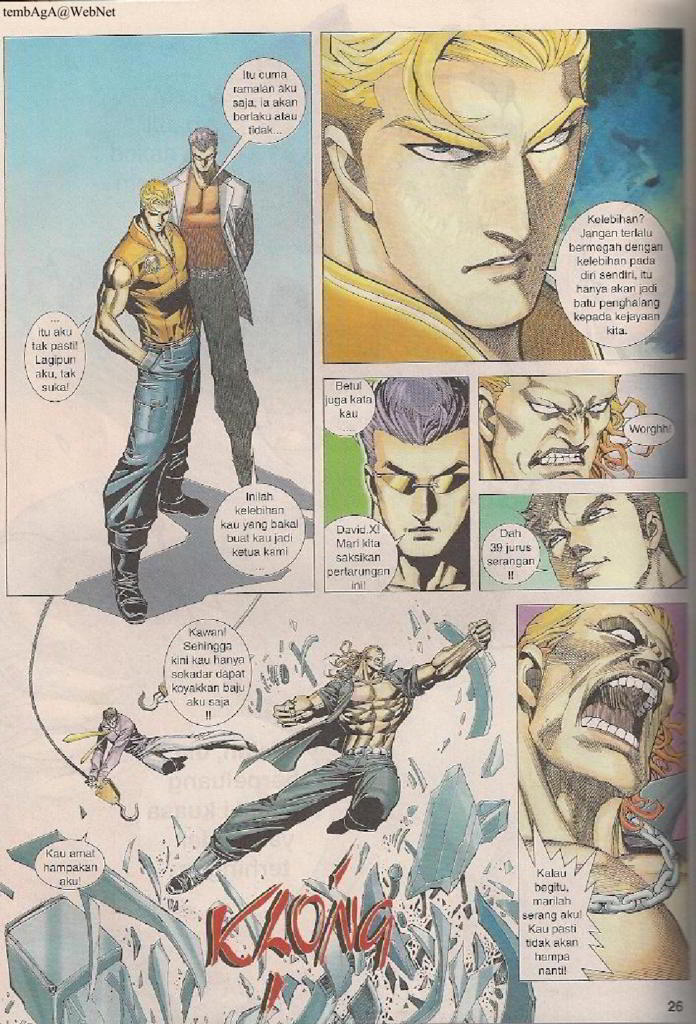 tembAgA@WebNet
Itu cuma
ramalan aku
saja, ia akan
berlaku atau
tidak...
...
itu aku
tak pasti!
Lagipun
aku, tak
suka!
Inilah
kelebihan
kau yang bakal
buat kau jadi
ketua kami
...
Kelebihan?
Jangan terlalu
bermegah dengan
kelebihan pada
diri sendiri, itu
hanya akan jadi
batu penghalang
kepada kejayaan
kita.
Betul
juga kata
kau
...
David.X!
Mari kita
saksikan
pertarungan
ini!
Worghh!
Dah
39 jurus
serangan
!!
Kawan!
Sehingga
kini kau hanya
sekadar dapat
koyakkan baju
aku saja
!!
Kau amat
hampakan
aku!
KLONG
!
Kalau
begitu,
marilah
serang aku!
Kau pasti
tidak akan
hampa
nanti!
26